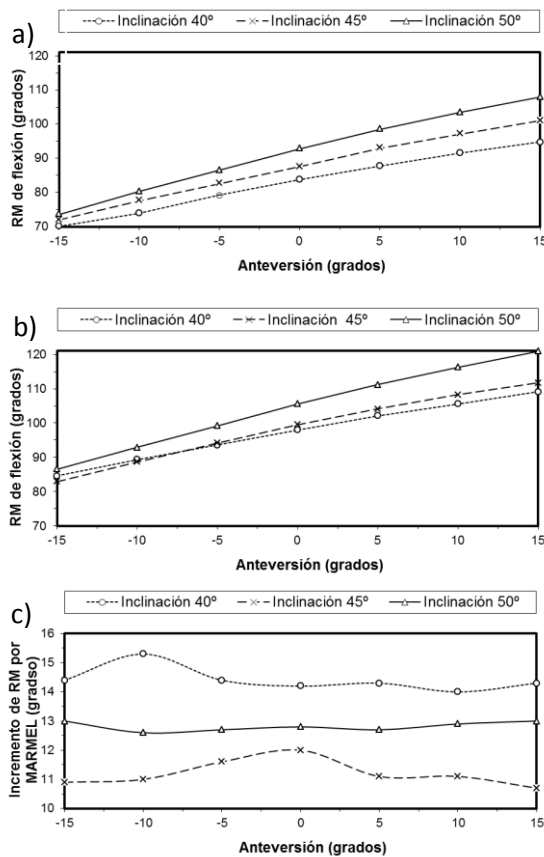 a)
Inclinación 40º Inclinación 45º Inclinación 50º
RM de flexión (grados)
120
110
100
90
80
70
-15 -10 -5 0 5 10 15
Anteversión (grados)
b)
Inclinación 40º Inclinación 45º Inclinación 50º
RM de flexión (grados)
120
110
100
90
80
70
-15 -10 -5 0 5 10 15
Anteversión (grados)
c)
Inclinación 40º Inclinación 45º Inclinación 50º
Incremento de RM por
MARMEL (gradso)
16
15
14
13
12
11
10
-15 -10 -5 0 5 10 15
Anteversión (grados)